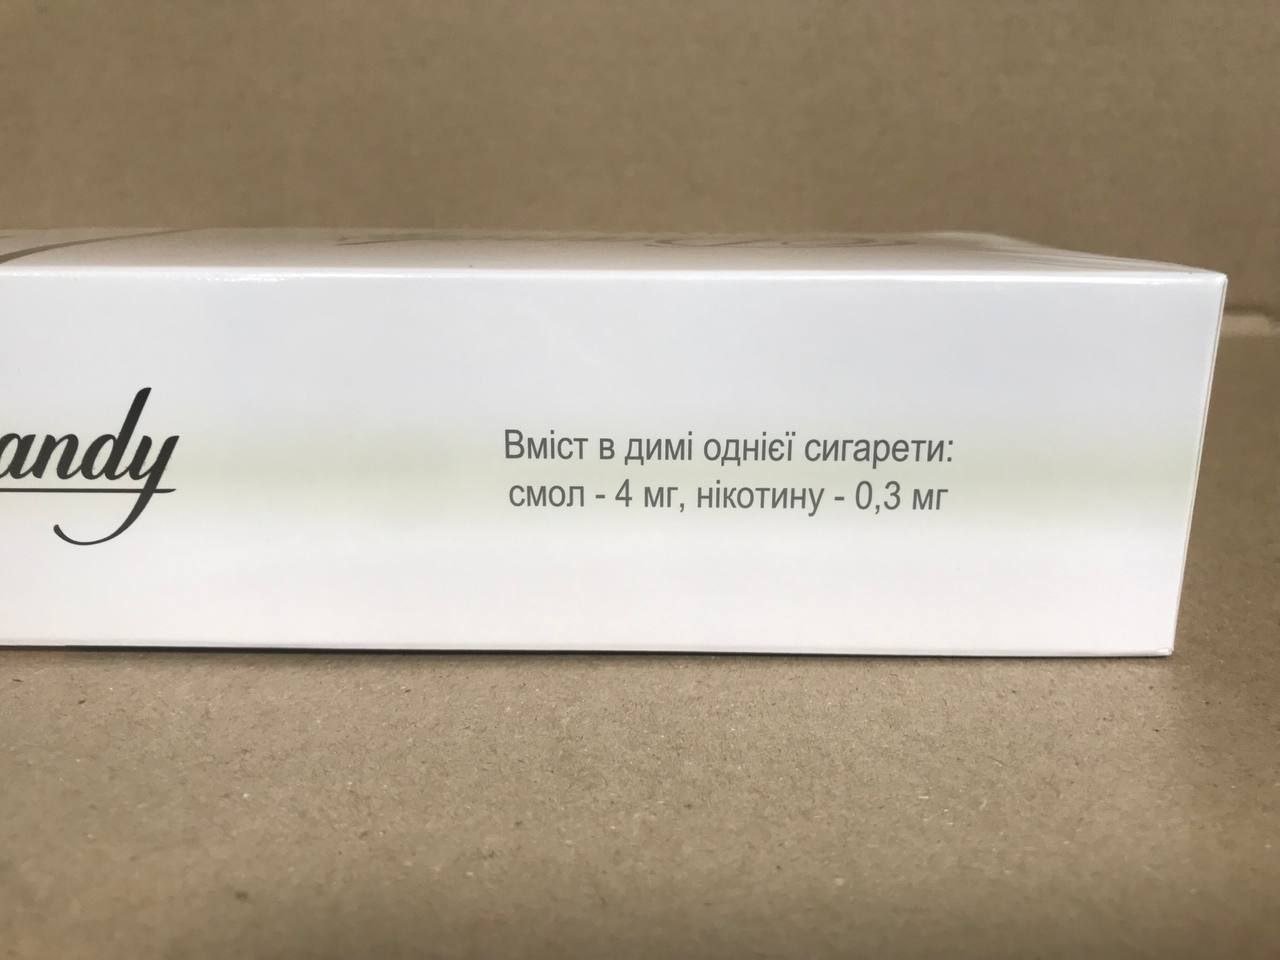 andy
Вміст в димі однієї сигарети:
смол - 4 мг, нікотину - 0,3 мг